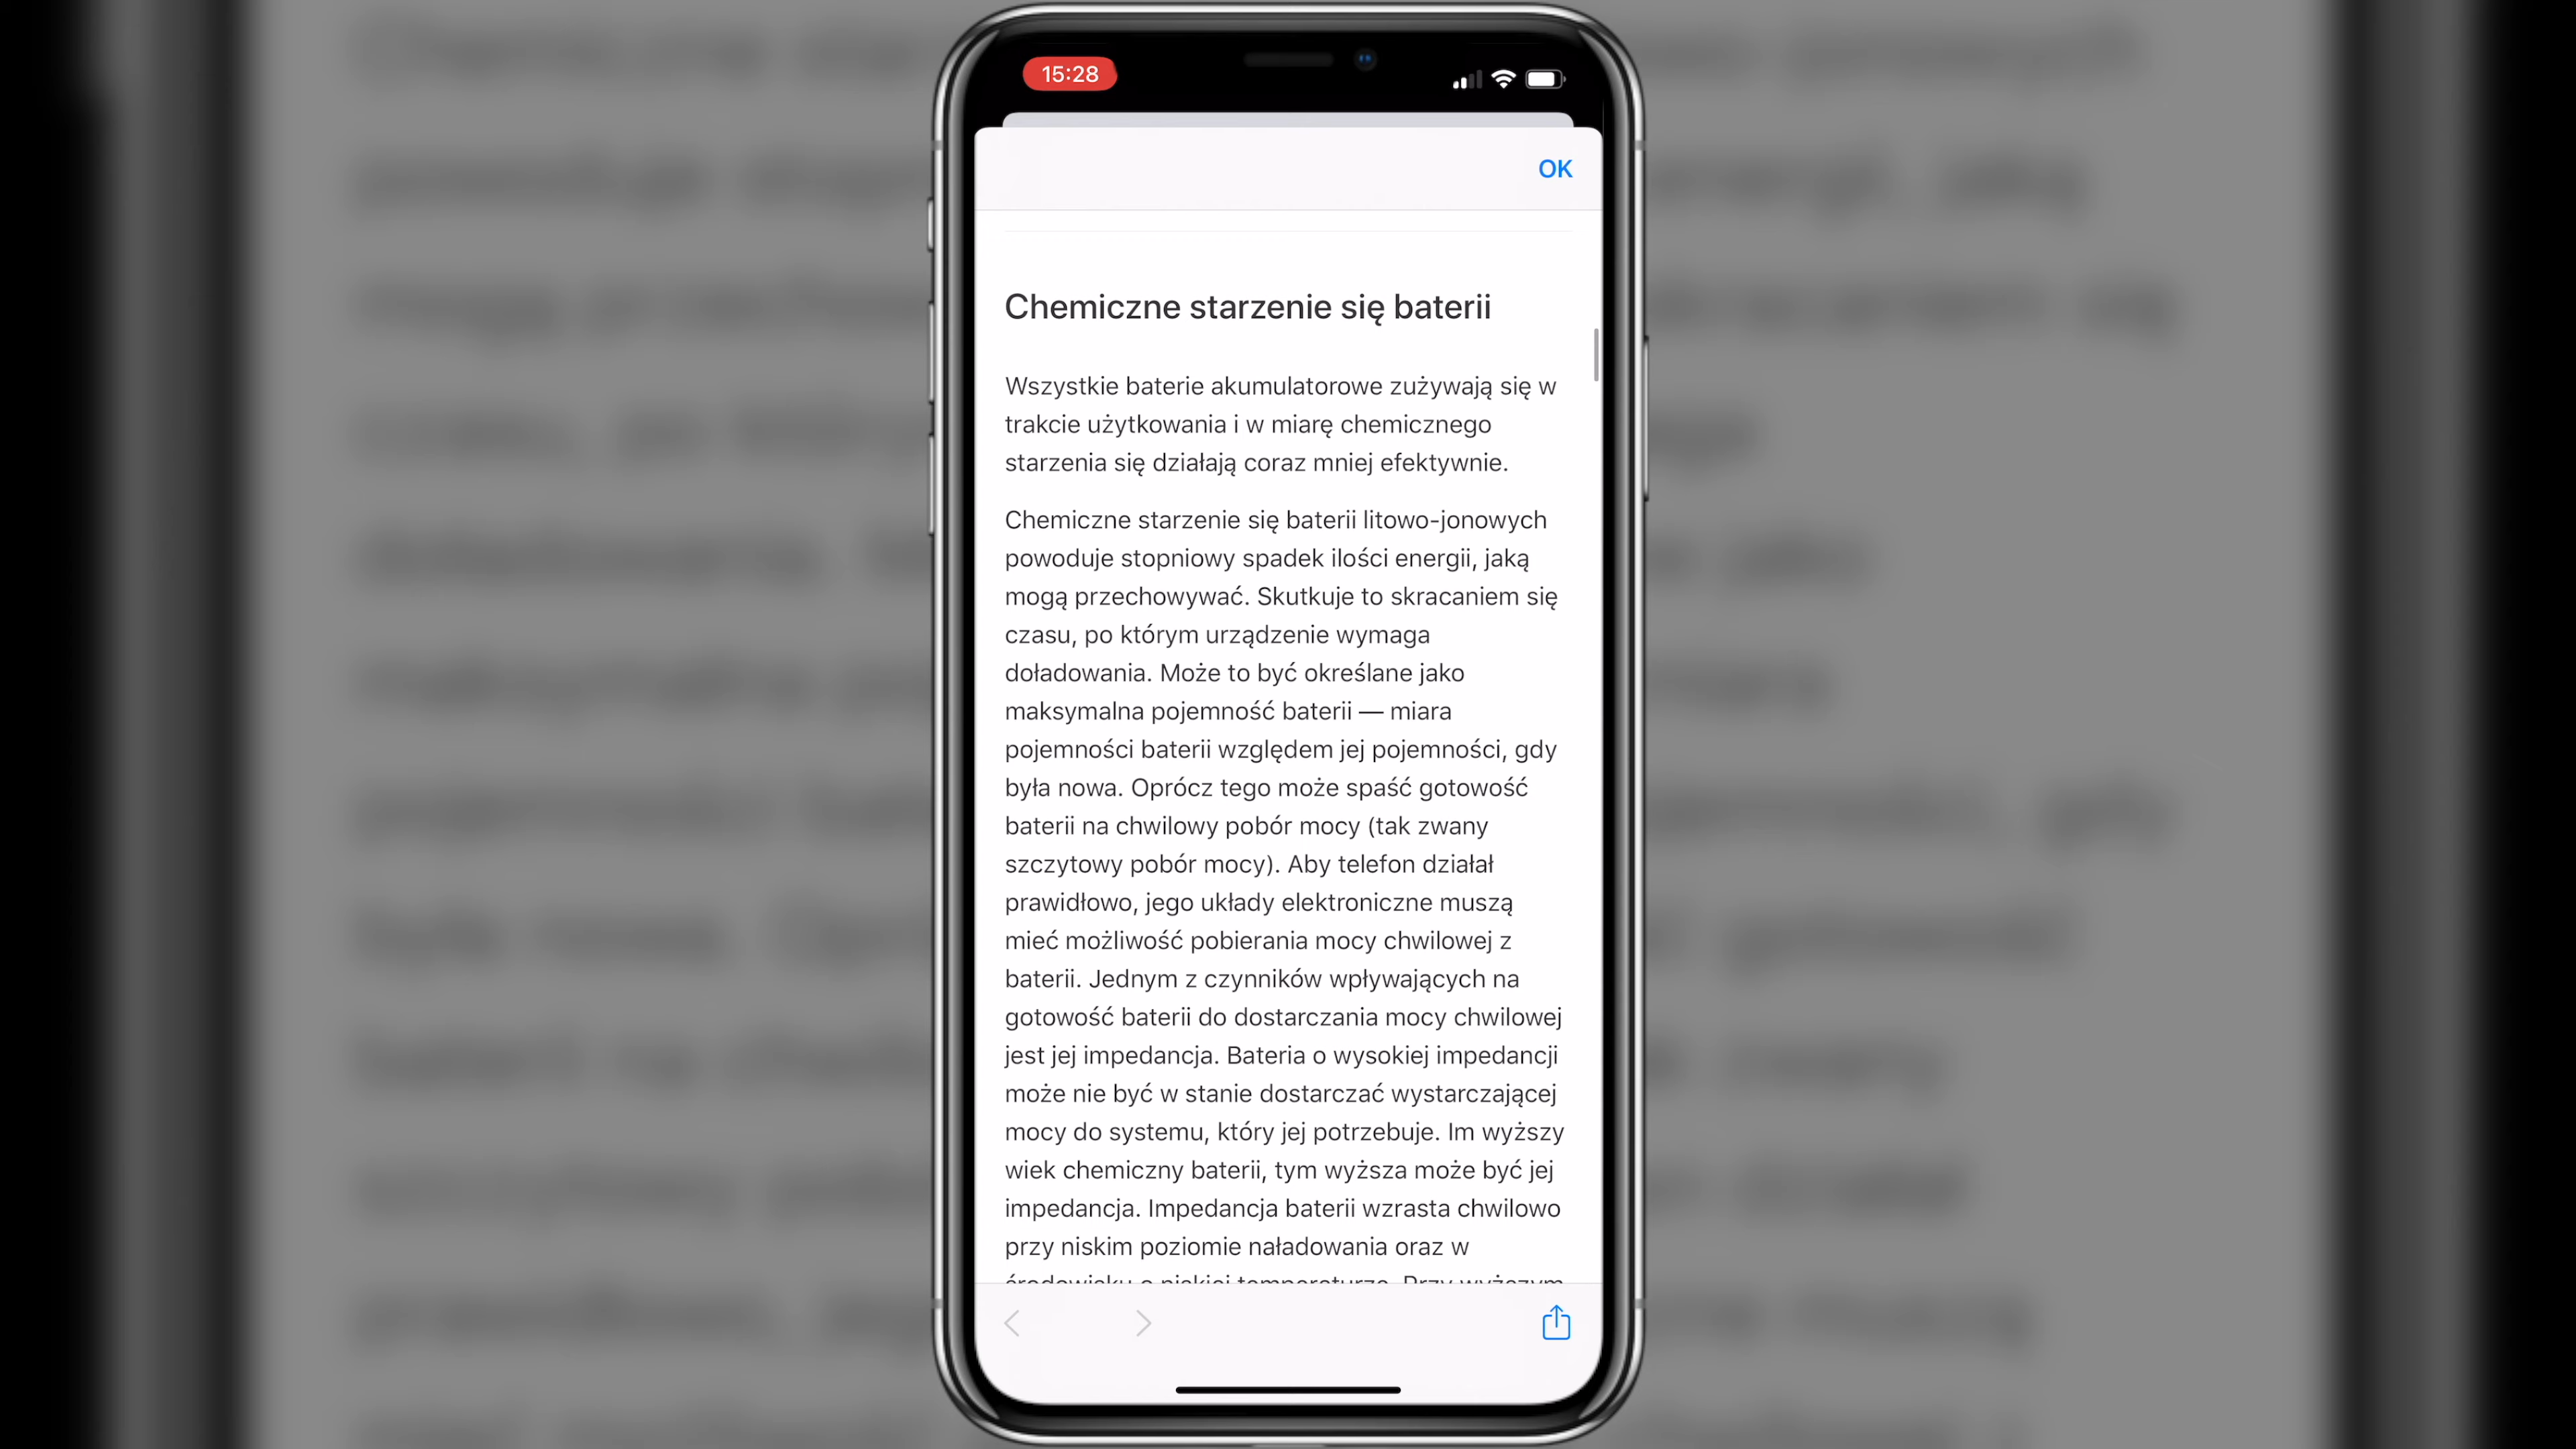 15:28
OK
Chemiczne starzenie się baterii
Wszystkie baterie akumulatorowe zużywają się w
trakcie użytkowania i w miarę chemicznego
starzenia się działają coraz mniej efektywnie.
Chemiczne starzenie się baterii litowo-jonowych
powoduje stopniowy spadek ilości energii, jaką
mogą przechowywać. Skutkuje to skracaniem się
czasu, po którym urządzenie wymaga
doładowania. Może to być określane jako
maksymalna pojemność baterii — miara
pojemności baterii względem jej pojemności, gdy
była nowa. Oprócz tego może spaść gotowość
baterii na chwilowy pobór mocy (tak zwany
szczytowy pobór mocy). Aby telefon działał
prawidłowo, jego układy elektroniczne muszą
mieć możliwość pobierania mocy chwilowej z
baterii. Jednym z czynników wpływających na
gotowość baterii do dostarczania mocy chwilowej
jest jej impedancja. Bateria o wysokiej impedancji
może nie być w stanie dostarczać wystarczającej
mocy do systemu, który jej potrzebuje. Im wyższy
wiek chemiczny baterii, tym wyższa może być jej
impedancja. Impedancja baterii wzrasta chwilowo
przy niskim poziomie naładowania oraz w
środowisku o niskiej temperaturze. Przy wyższym